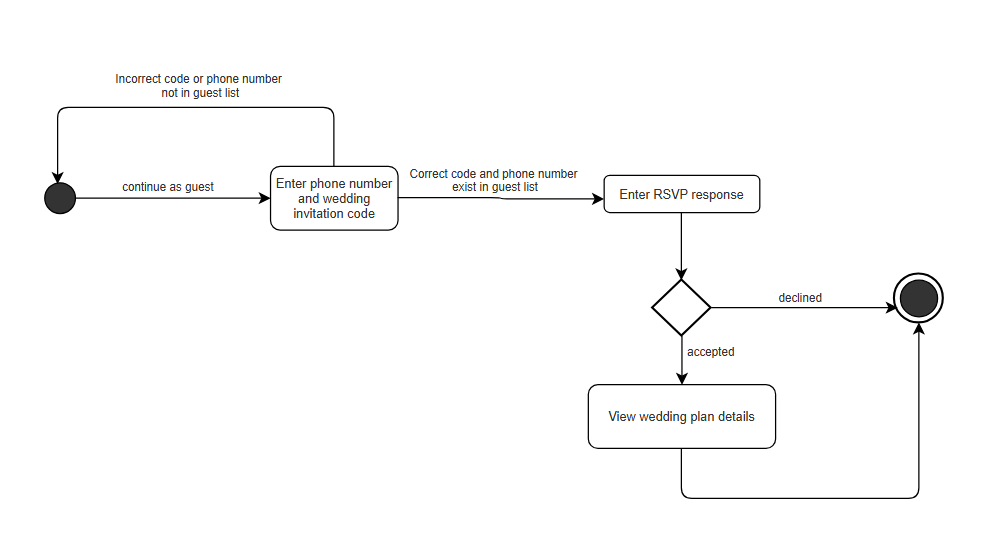 Incorrect code or phone number
not in guest list
continue as guest
Enter phone number
and wedding
invitation code
Correct code and phone number
exist in guest list
Enter RSVP response
declined
accepted
View wedding plan details